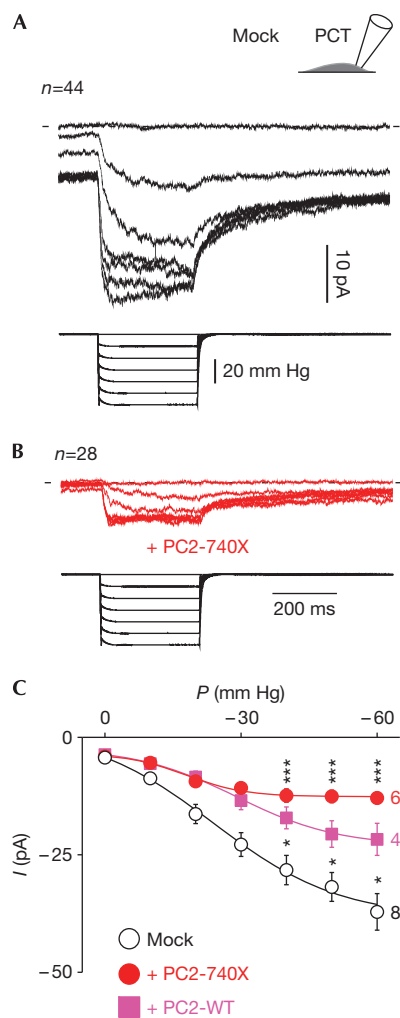 A
Mock PCT
n=44
10 pA
20 mm Hg
B
n=28
+ PC2-740X
200 ms
C
P (mm Hg)
0 −30 −60
0
*** *** ***
6
4
* * *
8
−25
−50
I (pA)
Mock
+ PC2-740X
+ PC2-WT